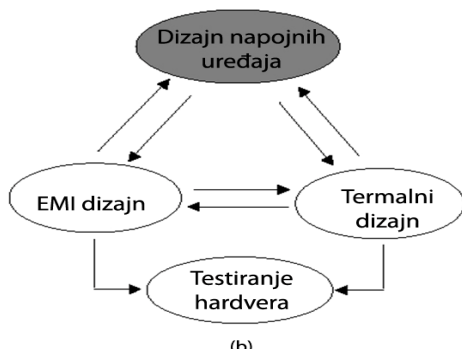 Dizajn napojnih
uređaja
EMI dizajn
Termalni
dizajn
Testiranje
hardvera
(b)